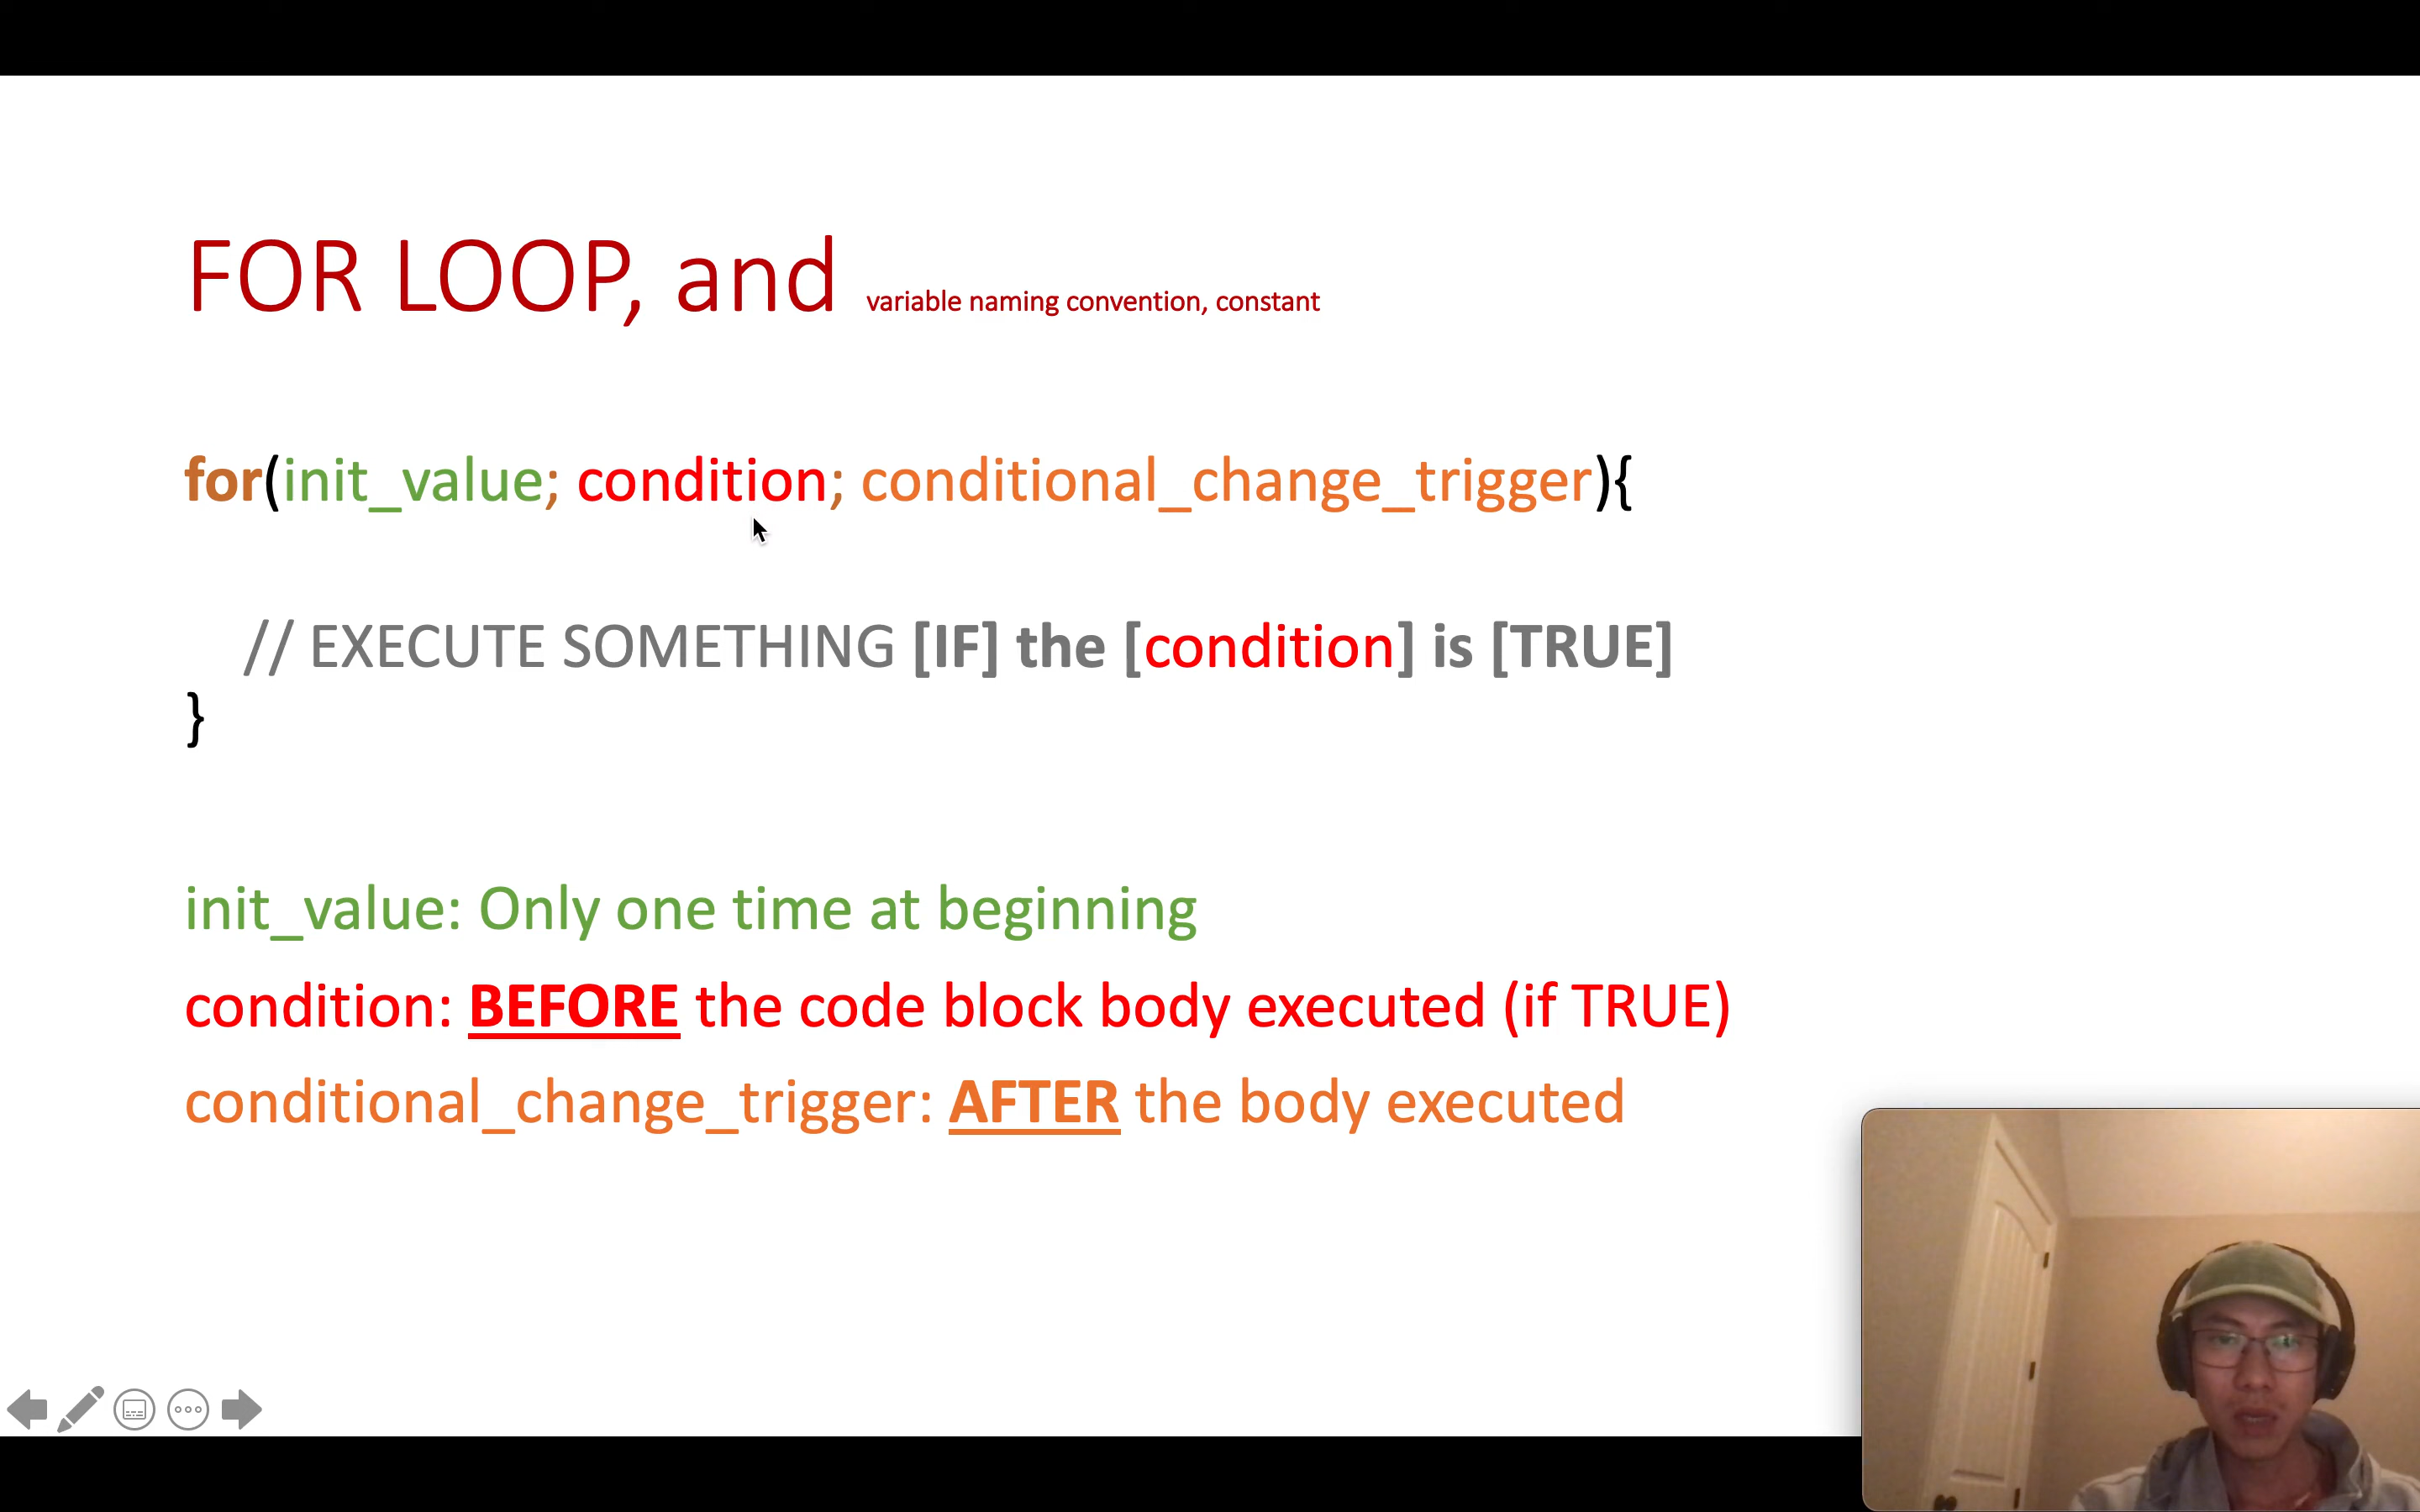 FOR LOOP, and variable naming convention, constant
for(init_value; condition; conditional_change_trigger){
// EXECUTE SOMETHING [IF] the [condition] is [TRUE]
}
init_value: Only one time at beginning
condition: BEFORE the code block body executed (if TRUE)
conditional_change_trigger: AFTER the body executed